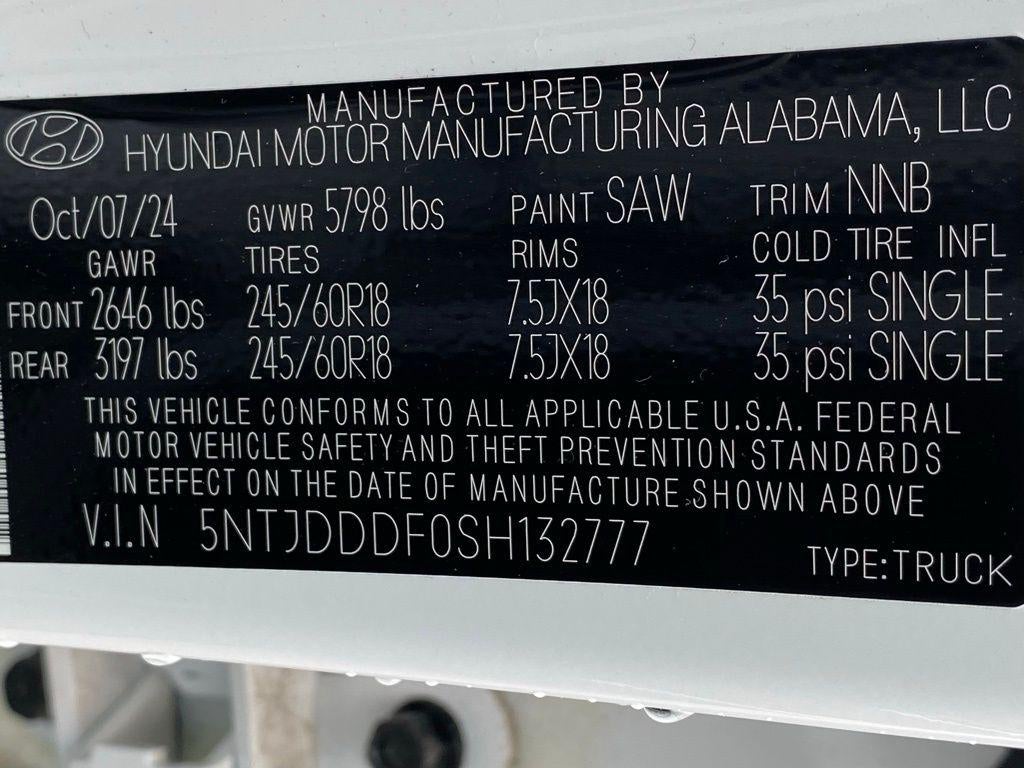 MANUFACTURED BY
HYUNDAI MOTOR MANUFACTURING ALABAMA, LLC
Oct/07/24 GVWR 5798 lbs PAINT SAW TRIM NNB
GAWR TIRES RIMS COLD TIRE INFL
FRONT 2646 lbs 245/60R18 7.5JX18 35 psi SINGLE
REAR 3197 lbs 245/60R18 7.5JX18 35 psi SINGLE
THIS VEHICLE CONFORMS TO ALL APPLICABLE U.S.A. FEDERAL
MOTOR VEHICLE SAFETY AND THEFT PREVENTION STANDARDS
IN EFFECT ON THE DATE OF MANUFACTURE SHOWN ABOVE
V.I.N 5NTJDDDF0SH132777
TYPE:TRUCK